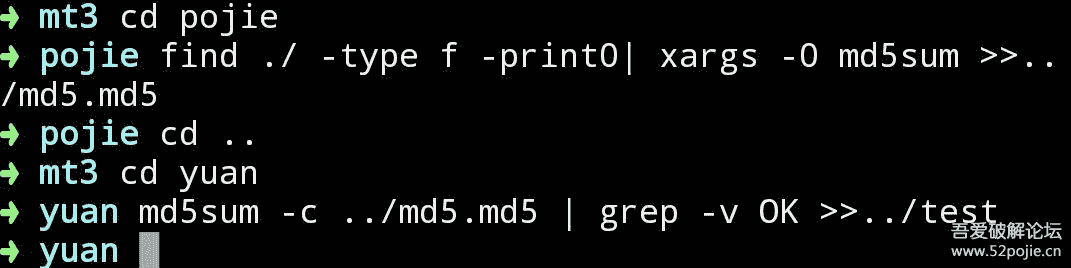 ➜ mt3 cd pojie
➜ pojie find ./ -type f -print0| xargs -0 md5sum >>..
/md5.md5
➜ pojie cd ..
➜ mt3 cd yuan
➜ yuan md5sum -c ../md5.md5 | grep -v OK >>../test
➜ yuan
吾爱破解论坛
www.52pojie.cn